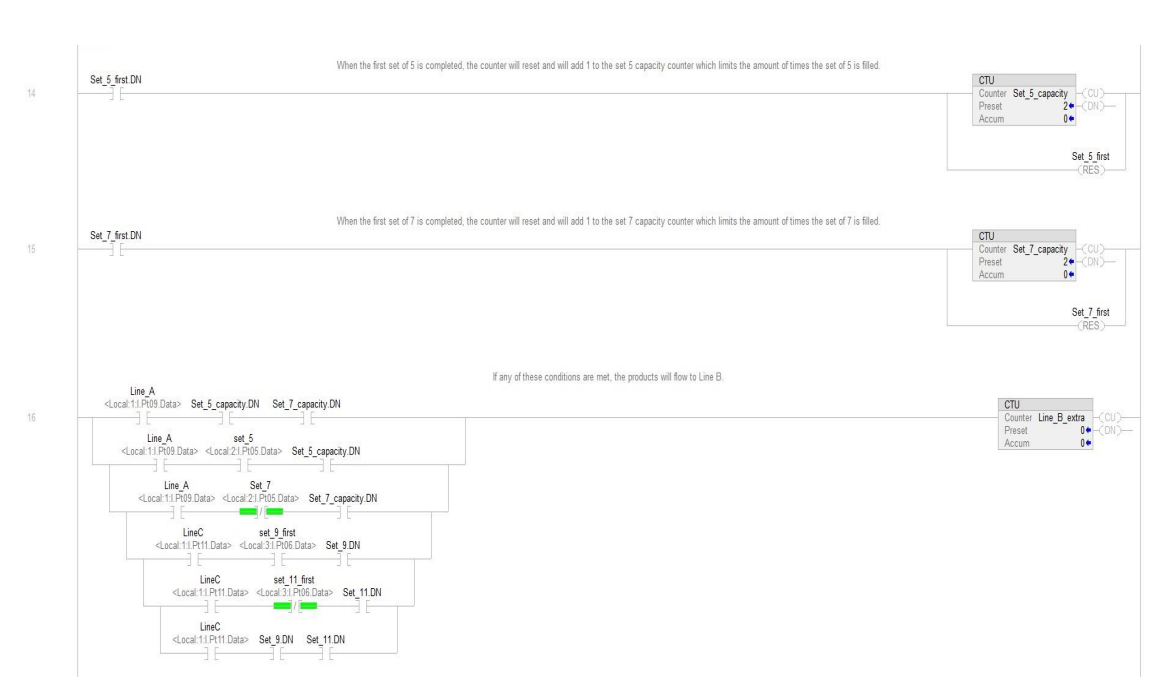 When the first set of 5 is completed, the counter will reset and will add 1 to the set 5 capacity counter which limits the amount of times the set of 5 is filled.
14
Set_5_first.DN
CTU
Counter Set_5_capacity (CU)
Preset 2 (DN)
Accum 0
Set_5_first
(RES)
When the first set of 7 is completed, the counter will reset and will add 1 to the set 7 capacity counter which limits the amount of times the set of 7 is filled.
15
Set_7_first.DN
CTU
Counter Set_7_capacity (CU)
Preset 2 (DN)
Accum 0
Set_7_first
(RES)
If any of these conditions are met, the products will flow to Line B.
16
Line_A
<Local:1:I.Pt09.Data> Set_5_capacity.DN Set_7_capacity.DN
CTU
Counter Line_B_extra (CU)
Preset 0 (DN)
Accum 0
Line_A set_5
<Local:1:I.Pt09.Data> <Local:2:I.Pt05.Data> Set_5_capacity.DN
Line_A Set_7
<Local:1:I.Pt09.Data> <Local:2:I.Pt05.Data> Set_7_capacity.DN
LineC set_9_first
<Local:1:I.Pt11.Data> <Local:3:I.Pt06.Data> Set_9.DN
LineC set_11_first
<Local:1:I.Pt11.Data> <Local:3:I.Pt06.Data> Set_11.DN
LineC
<Local:1:I.Pt11.Data> Set_9.DN Set_11.DN